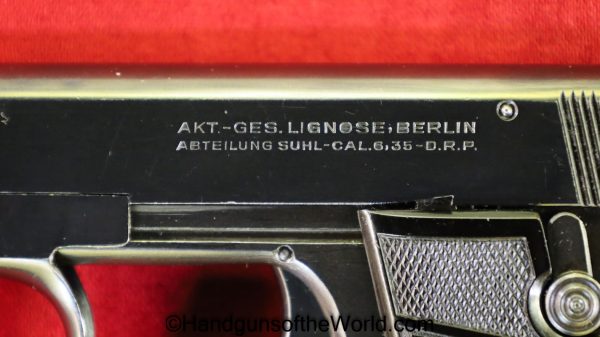 AKT.-GES. LIGNOSE, BERLIN
ABTEILUNG SUHL-CAL.6,35-D.R.P.
©HandgunsoftheWorld.com